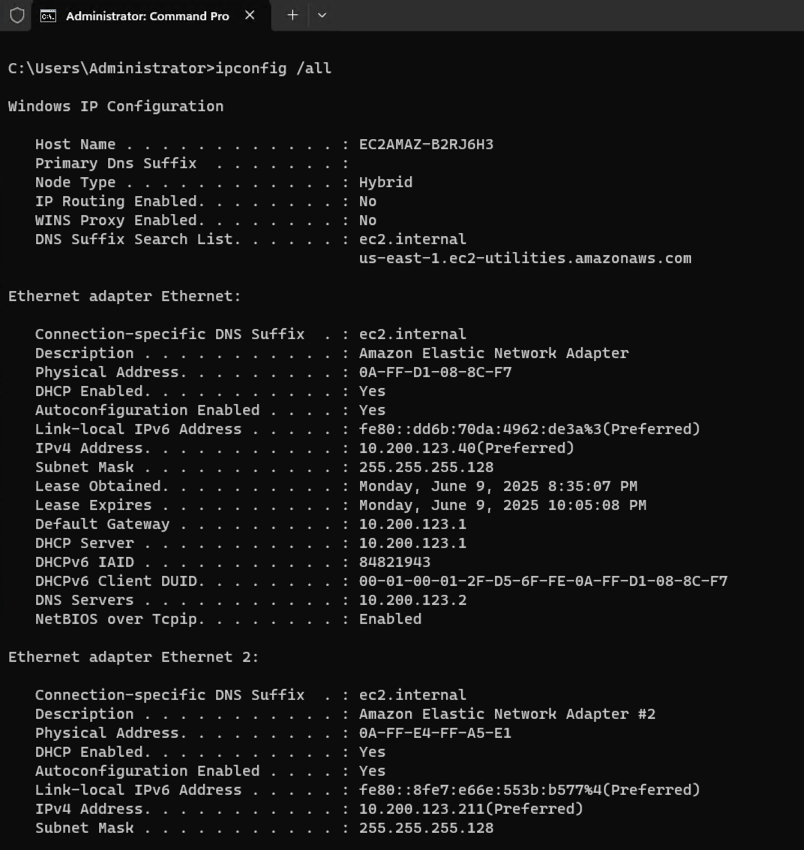 Administrator: Command Pro
C:\Users\Administrator>ipconfig /all
Windows IP Configuration
Host Name . . . . . . . . . . . . : EC2AMAZ-B2RJ6H3
Primary Dns Suffix  . . . . . . . :
Node Type . . . . . . . . . . . . : Hybrid
IP Routing Enabled. . . . . . . . : No
WINS Proxy Enabled. . . . . . . . : No
DNS Suffix Search List. . . . . . : ec2.internal
us-east-1.ec2-utilities.amazonaws.com
Ethernet adapter Ethernet:
Connection-specific DNS Suffix  . : ec2.internal
Description . . . . . . . . . . . : Amazon Elastic Network Adapter
Physical Address. . . . . . . . . : 0A-FF-D1-08-8C-F7
DHCP Enabled. . . . . . . . . . . : Yes
Autoconfiguration Enabled . . . . : Yes
Link-local IPv6 Address . . . . . : fe80::dd6b:70da:4962:de3a%3(Preferred)
IPv4 Address. . . . . . . . . . . : 10.200.123.40(Preferred)
Subnet Mask . . . . . . . . . . . : 255.255.255.128
Lease Obtained. . . . . . . . . . : Monday, June 9, 2025 8:35:07 PM
Lease Expires . . . . . . . . . . : Monday, June 9, 2025 10:05:08 PM
Default Gateway . . . . . . . . . : 10.200.123.1
DHCP Server . . . . . . . . . . . : 10.200.123.1
DHCPv6 IAID . . . . . . . . . . . : 84821943
DHCPv6 Client DUID. . . . . . . . : 00-01-00-01-2F-D5-6F-FE-0A-FF-D1-08-8C-F7
DNS Servers . . . . . . . . . . . : 10.200.123.2
NetBIOS over Tcpip. . . . . . . . : Enabled
Ethernet adapter Ethernet 2:
Connection-specific DNS Suffix  . : ec2.internal
Description . . . . . . . . . . . : Amazon Elastic Network Adapter #2
Physical Address. . . . . . . . . : 0A-FF-E4-FF-A5-E1
DHCP Enabled. . . . . . . . . . . : Yes
Autoconfiguration Enabled . . . . : Yes
Link-local IPv6 Address . . . . . : fe80::8fe7:e66e:553b:b577%4(Preferred)
IPv4 Address. . . . . . . . . . . : 10.200.123.211(Preferred)
Subnet Mask . . . . . . . . . . . : 255.255.255.128